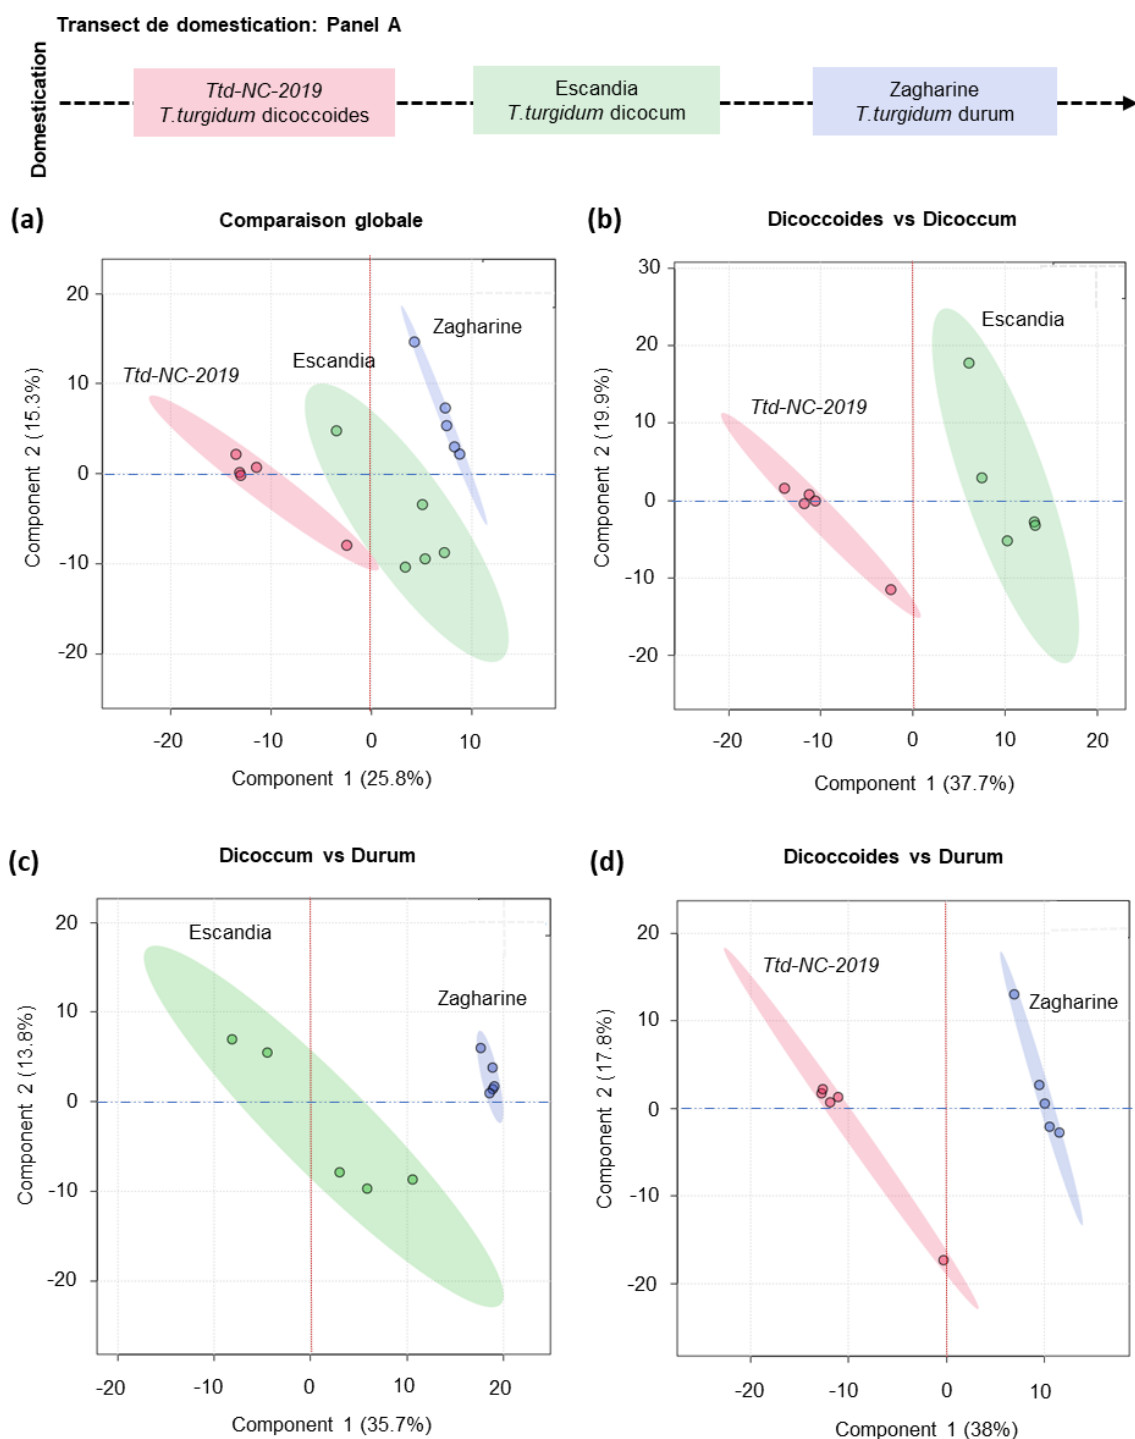 Transect de domestication: Panel A
Domestication
Ttd-NC-2019
T.turgidum dicoccoides
Escandia
T.turgidum dicocum
Zagharine
T.turgidum durum
(a)
Comparaison globale
20
10
0
-10
-20
Component 2 (15.3%)
Ttd-NC-2019
Escandia
Zagharine
-20
-10
0
10
Component 1 (25.8%)
(b)
Dicoccoides vs Dicoccum
30
20
10
0
-10
-20
Component 2 (19.9%)
Ttd-NC-2019
Escandia
-20
-10
0
10
20
Component 1 (37.7%)
(c)
Dicoccum vs Durum
20
10
0
-10
-20
Component 2 (13.8%)
Escandia
Zagharine
-20
-10
0
10
20
Component 1 (35.7%)
(d)
Dicoccoides vs Durum
20
10
0
-10
-20
Component 2 (17.8%)
Ttd-NC-2019
Zagharine
-20
-10
0
10
Component 1 (38%)